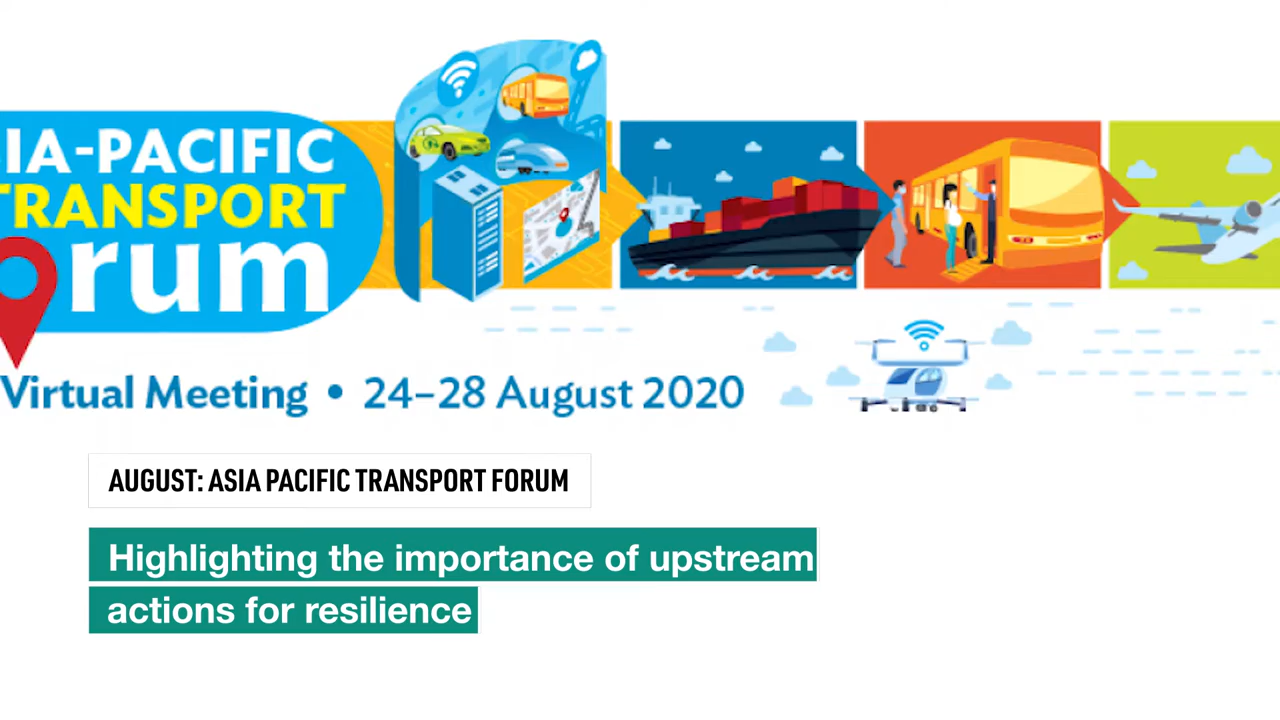 IA-PACIFIC
TRANSPORT
rum
Virtual Meeting • 24–28 August 2020
AUGUST: ASIA PACIFIC TRANSPORT FORUM
Highlighting the importance of upstream
actions for resilience